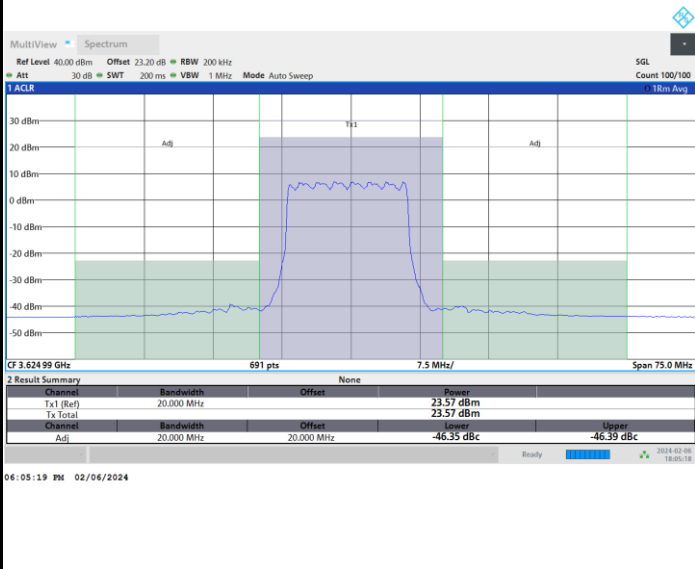 MultiView Spectrum
Ref Level 40.00 dBm Offset 23.20 dB RBW 200 kHz SGL
Att 30 dB SWT 200 ms VBW 1 MHz Mode Auto Sweep Count 100/100
1 ACLR 1Rm Avg
30 dBm
Tx1
20 dBm
Adj Adj
10 dBm
0 dBm
-10 dBm
-20 dBm
-30 dBm
-40 dBm
-50 dBm
CF 3.624 99 GHz 691 pts 7.5 MHz/ Span 75.0 MHz
2 Result Summary None
Channel Bandwidth Offset Power
Tx1 (Ref) 20.000 MHz 23.57 dBm
Tx Total 23.57 dBm
Channel Bandwidth Offset Lower Upper
Adj 20.000 MHz 20.000 MHz -46.35 dBc -46.39 dBc
Ready 2024-02-06
18:05:18
06:05:19 PM 02/06/2024